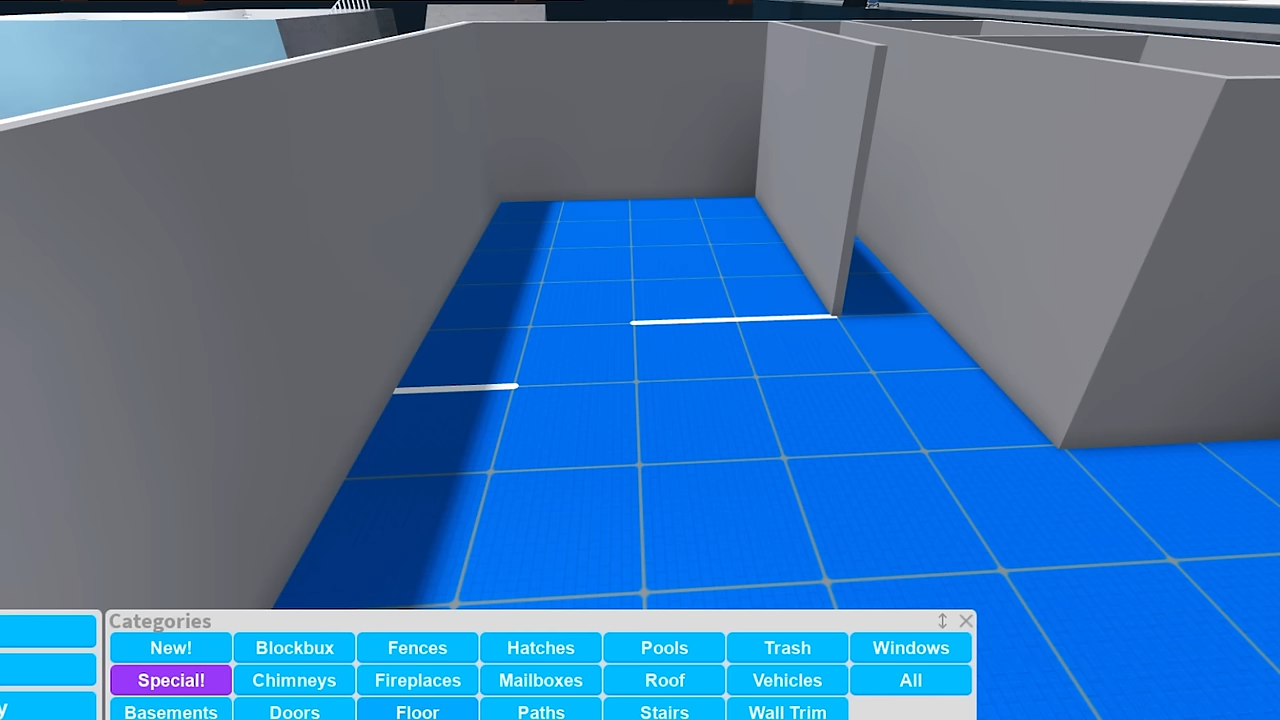 Categories
New! Blockbux Fences Hatches Pools Trash Windows
Special! Chimneys Fireplaces Mailboxes Roof Vehicles All
Basements Doors Floor Paths Stairs Wall Trim
y